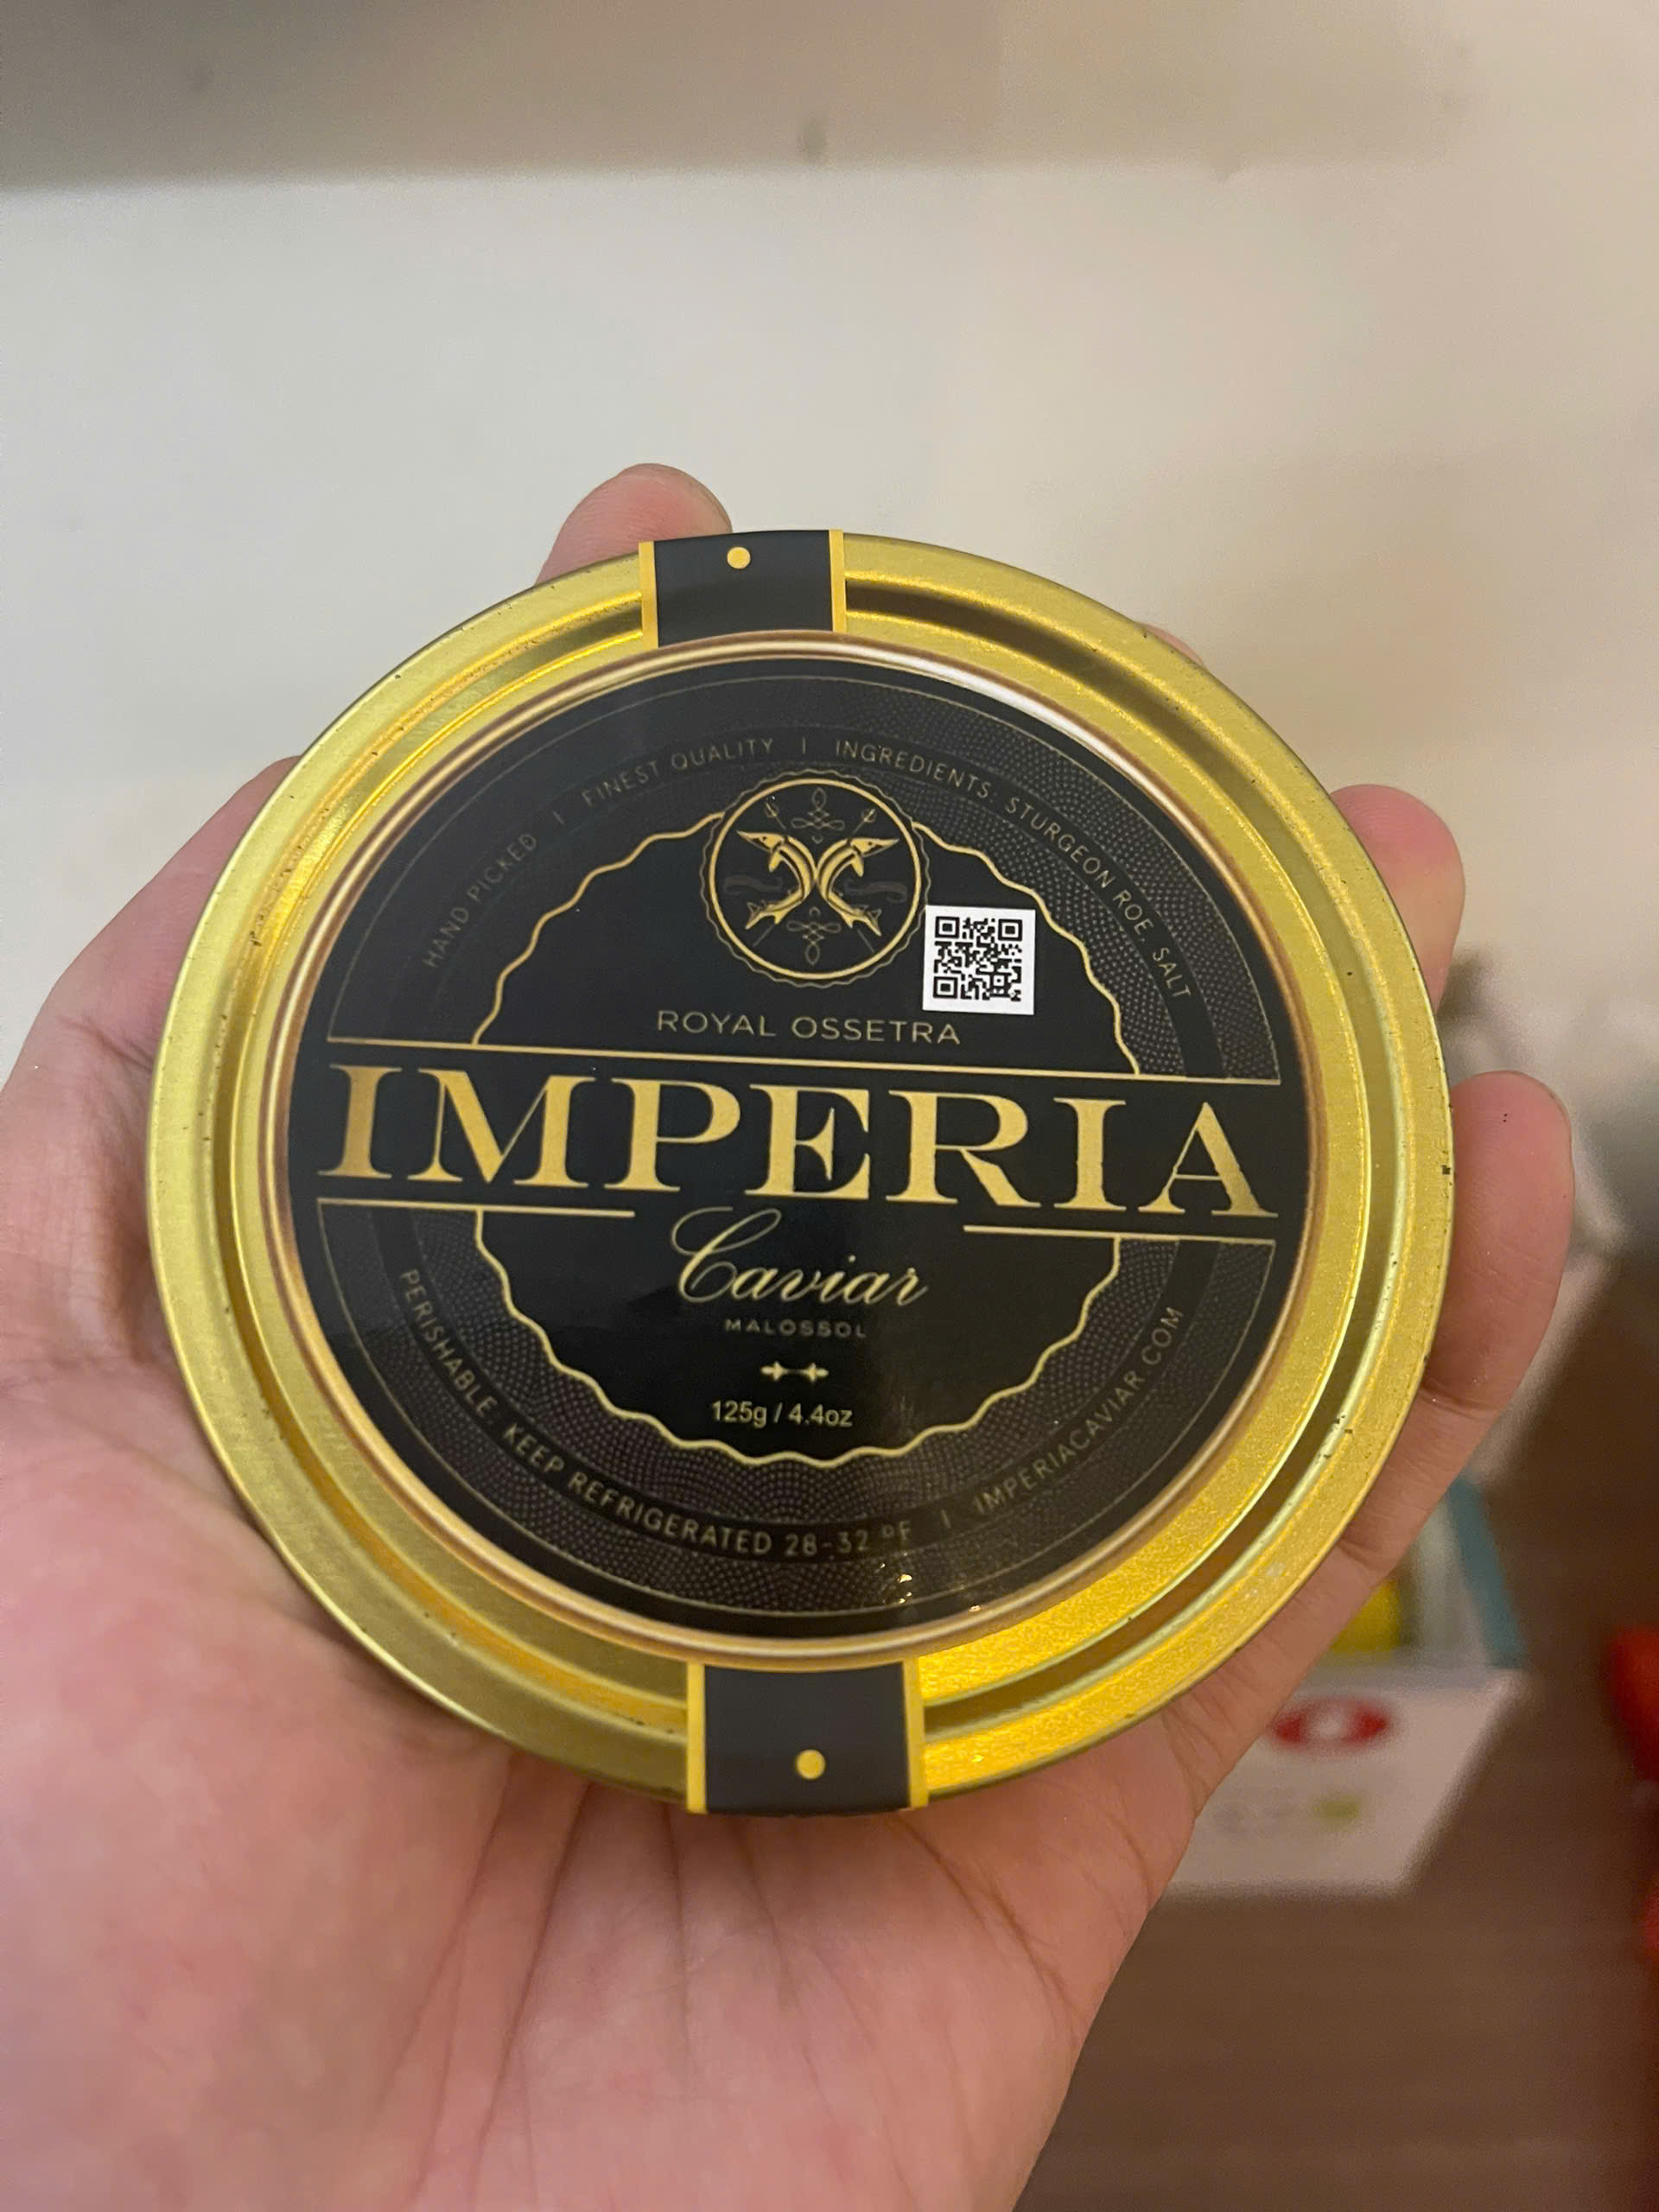 HAND PICKED | FINEST QUALITY | INGREDIENTS: STURGEON ROE, SALT
ROYAL OSSETRA
IMPERIA
Caviar
MALOSSOL
125g / 4.4oz
PERISHABLE. KEEP REFRIGERATED 28-32 ºF | IMPERIACAVIAR.COM